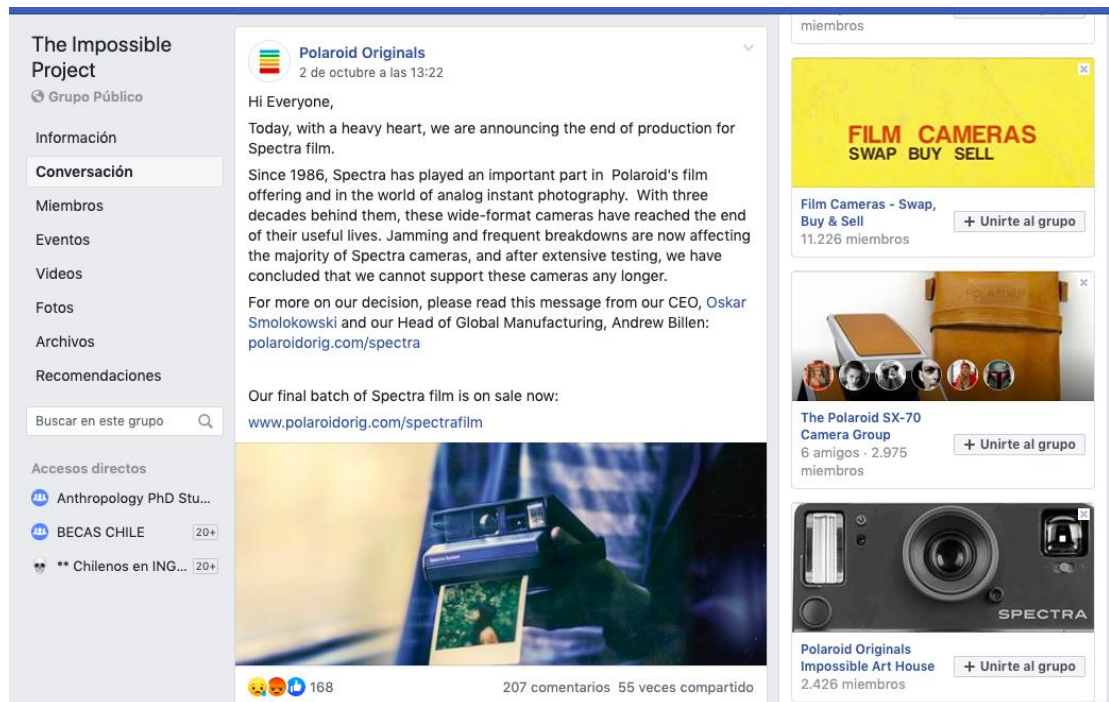 The Impossible
Project
Grupo Público
Información
Conversación
Miembros
Eventos
Videos
Fotos
Archivos
Recomendaciones
Buscar en este grupo
Accesos directos
Anthropology PhD Stu...
BECAS CHILE 20+
** Chilenos en ING... 20+
Polaroid Originals
2 de octubre a las 13:22
Hi Everyone,
Today, with a heavy heart, we are announcing the end of production for
Spectra film.
Since 1986, Spectra has played an important part in Polaroid's film
offering and in the world of analog instant photography. With three
decades behind them, these wide-format cameras have reached the end
of their useful lives. Jamming and frequent breakdowns are now affecting
the majority of Spectra cameras, and after extensive testing, we have
concluded that we cannot support these cameras any longer.
For more on our decision, please read this message from our CEO, Oskar
Smolokowski and our Head of Global Manufacturing, Andrew Billen:
polaroidorig.com/spectra
Our final batch of Spectra film is on sale now:
www.polaroidorig.com/spectrafilm
168
207 comentarios 55 veces compartido
miembros
FILM CAMERAS
SWAP BUY SELL
Film Cameras - Swap,
Buy & Sell
11.226 miembros
+ Unirte al grupo
POLAROID
The Polaroid SX-70
Camera Group
6 amigos · 2.975
miembros
+ Unirte al grupo
SPECTRA
Polaroid Originals
Impossible Art House
2.426 miembros
+ Unirte al grupo